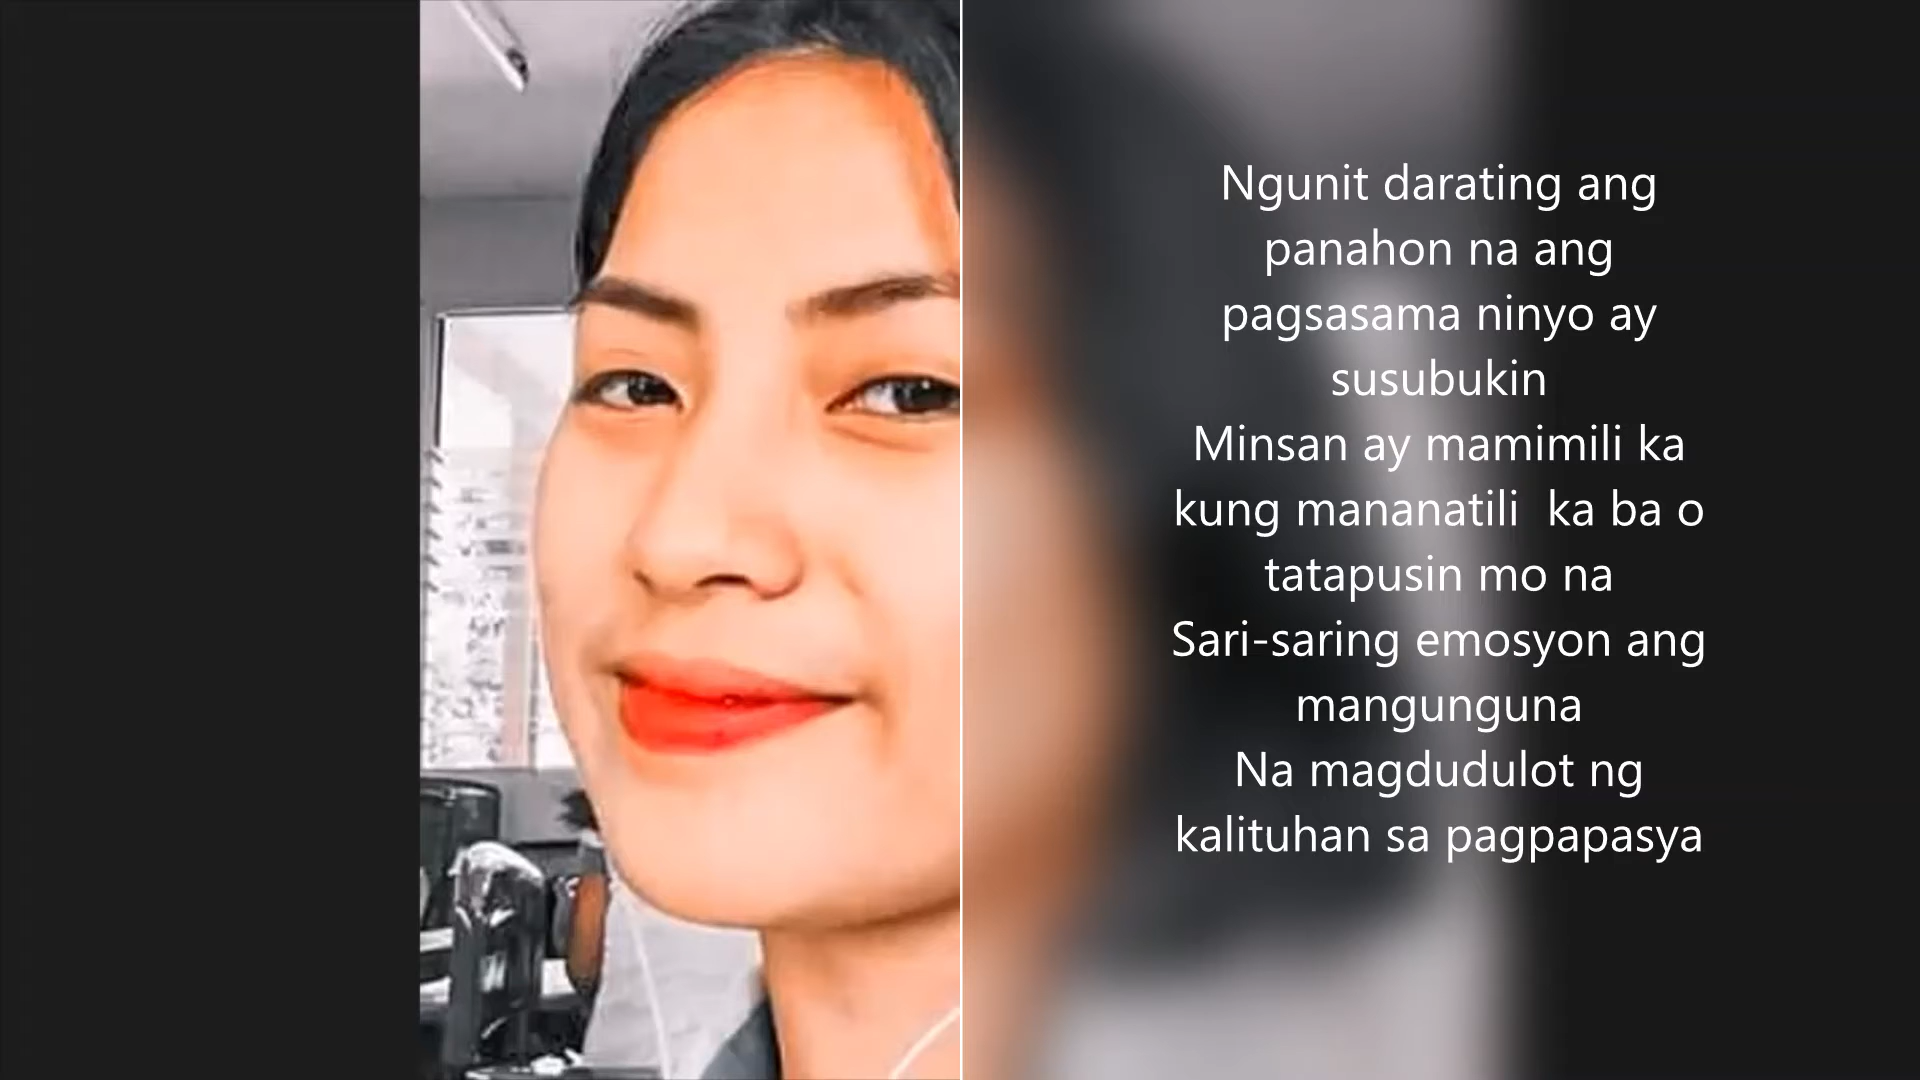 Ngunit darating ang
panahon na ang
pagsasama ninyo ay
susubukin
Minsan ay mamimili ka
kung mananatili  ka ba o
tatapusin mo na
Sari-saring emosyon ang
mangunguna
Na magdudulot ng
kalituhan sa pagpapasya